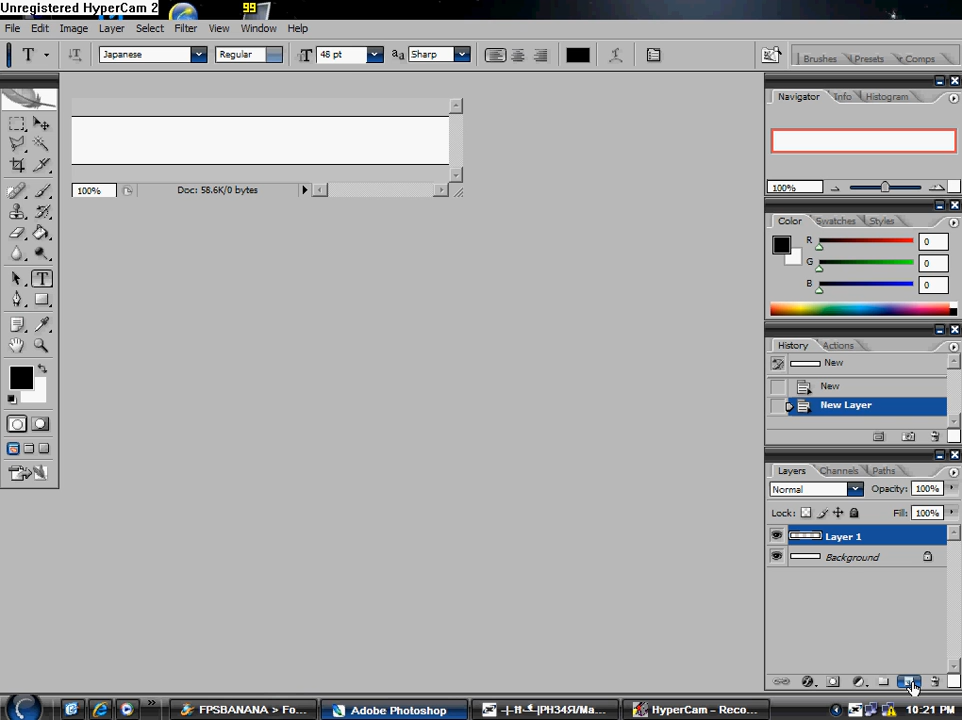 Unregistered HyperCam 2
99
File Edit Image Layer Select Filter View Window Help
T T Japanese Regular T 48 pt aa Sharp Brushes Presets Comps
Navigator Info Histogram
100%
100% Doc: 58.6K/0 bytes
Color Swatches Styles
R 0
G 0
B 0
T
History Actions
New
New
New Layer
Layers Channels Paths
Normal Opacity: 100%
Lock: Fill: 100%
Layer 1
Background
FPSBANANA > Fo... Adobe Photoshop HyperCam - Reco... 10:21 PM